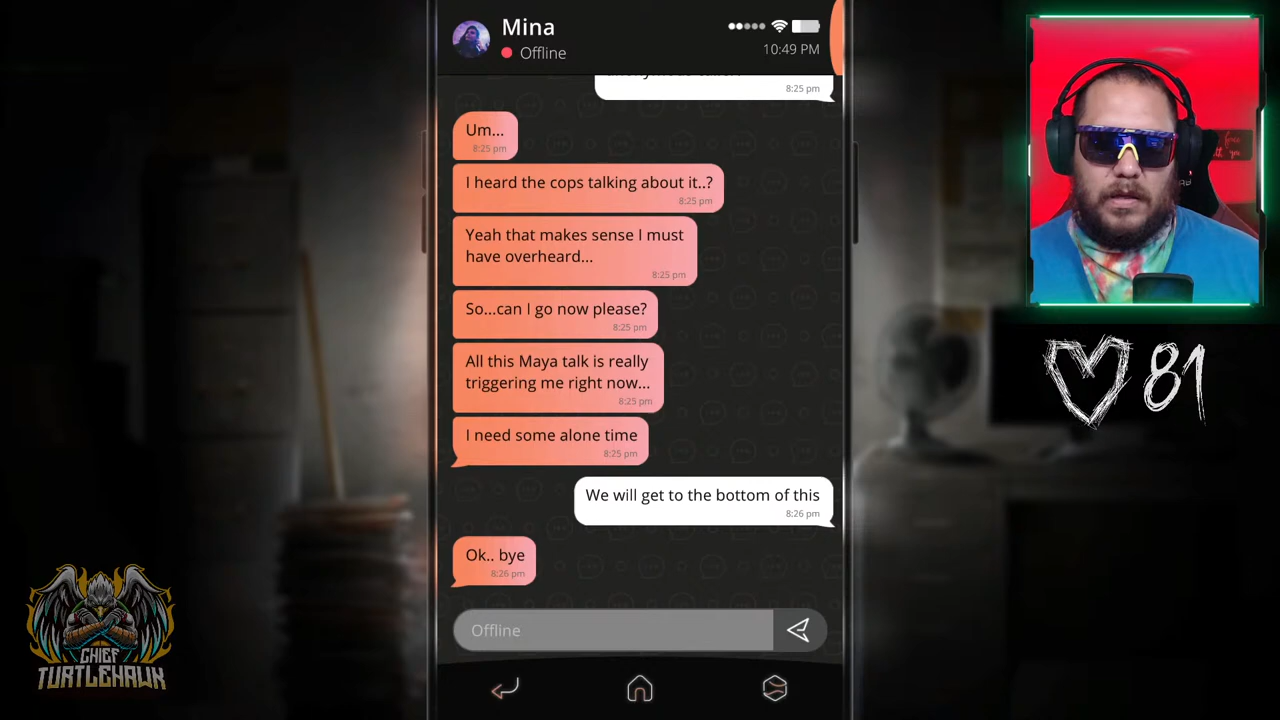 Mina
Offline
10:49 PM
8:25 pm
Um...
8:25 pm
I heard the cops talking about it..?
8:25 pm
Yeah that makes sense I must
have overheard...
8:25 pm
So...can I go now please?
8:25 pm
All this Maya talk is really
triggering me right now...
8:25 pm
I need some alone time
8:25 pm
We will get to the bottom of this
8:26 pm
Ok.. bye
8:26 pm
Offline
81
CHIEF
TURTLEHAWK